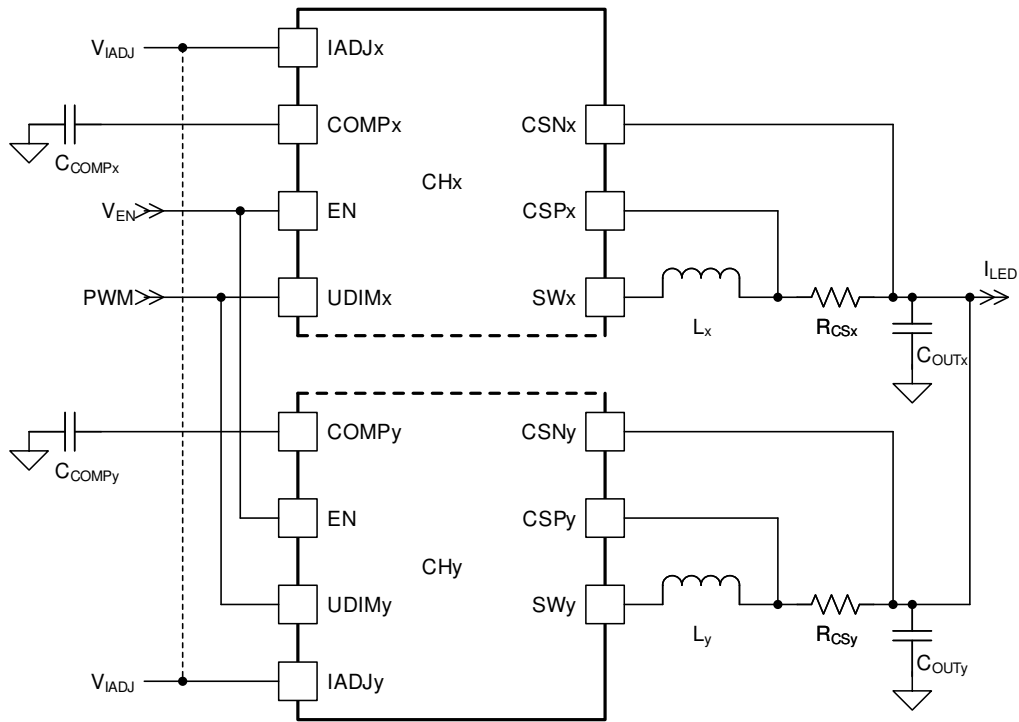 VIADJ
IADJx
COMPx
CSNx
CCOMPx
CHx
VEN
EN
CSPx
ILED
PWM
UDIMx
SWx
Lx
RCSx
COUTx
COMPy
CSNy
CCOMPy
EN
CSPy
CHy
UDIMy
SWy
Ly
RCSy
COUTy
VIADJ
IADJy